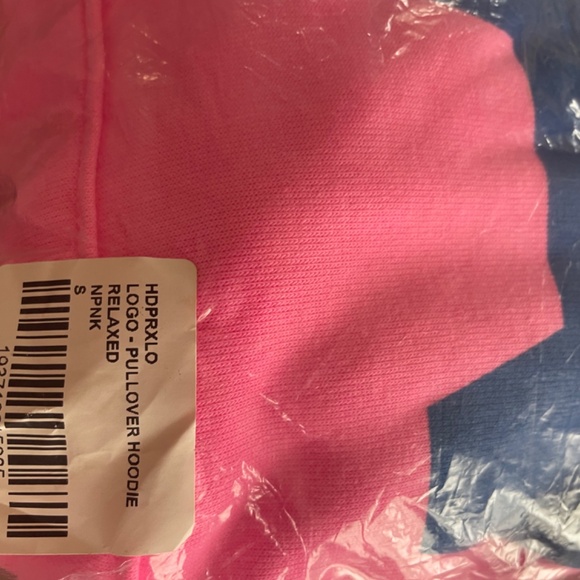 HDPRXLO
LOGO - PULLOVER HOODIE
RELAXED
NPNK
S